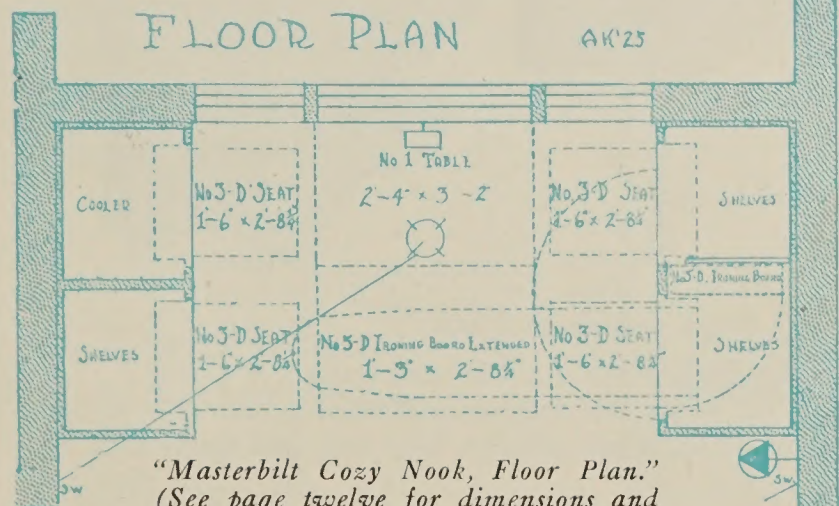 FLOOR PLAN
AK'25
No 1 TABLE
2'-4" x 3'-2"
COOLER
No 3-D SEAT
1'-6" x 2'-8¼"
No 3-D SEAT
1'-6" x 2'-8¼"
SHELVES
No 5-D. IRONING BOARD
SHELVES
No 3-D SEAT
1'-6" x 2'-8¼"
No 5-D IRONING BOARD EXTENDED
1'-3" x 2'-8¼"
No 3-D SEAT
1'-6 x 2'-8¼"
SHELVES
SW
SW
"Masterbilt Cozy Nook, Floor Plan."
(See page twelve for dimensions and